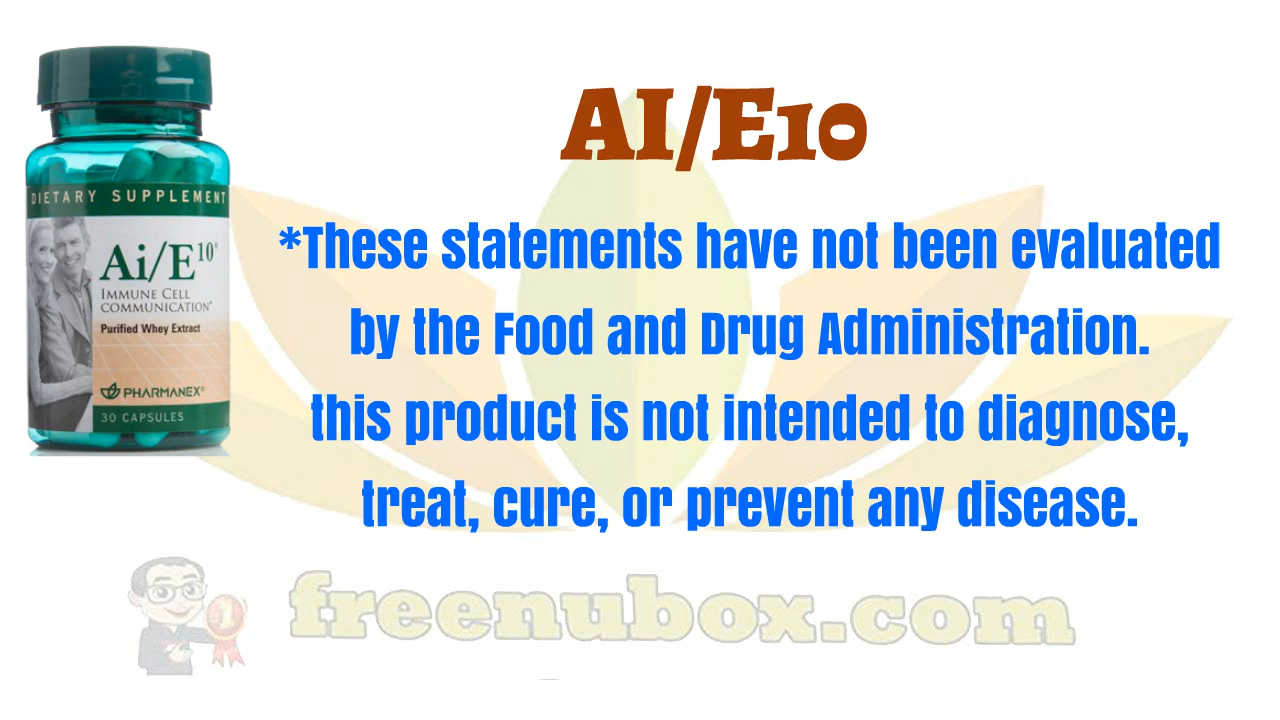 AI/E10
*These statements have not been evaluated
by the Food and Drug Administration.
this product is not intended to diagnose,
treat, cure, or prevent any disease.
DIETARY SUPPLEMENT
Ai/E10®
IMMUNE CELL
COMMUNICATION*
Purified Whey Extract
PHARMANEX®
30 CAPSULES
1
freenubox.com